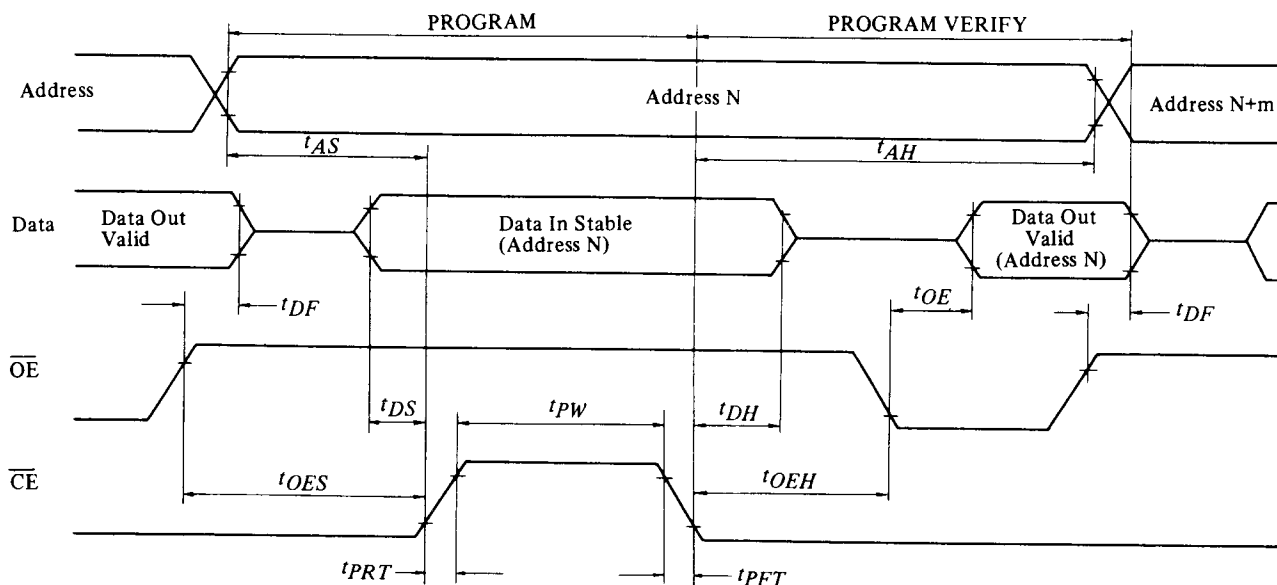 PROGRAM
PROGRAM VERIFY
Address
Address N
Address N+m
tAS
tAH
Data
Data Out
Valid
Data In Stable
(Address N)
Data Out
Valid
(Address N)
tDF
tOE
tDF
OE
tDS
tPW
tDH
CE
tOES
tOEH
tPRT
tPFT